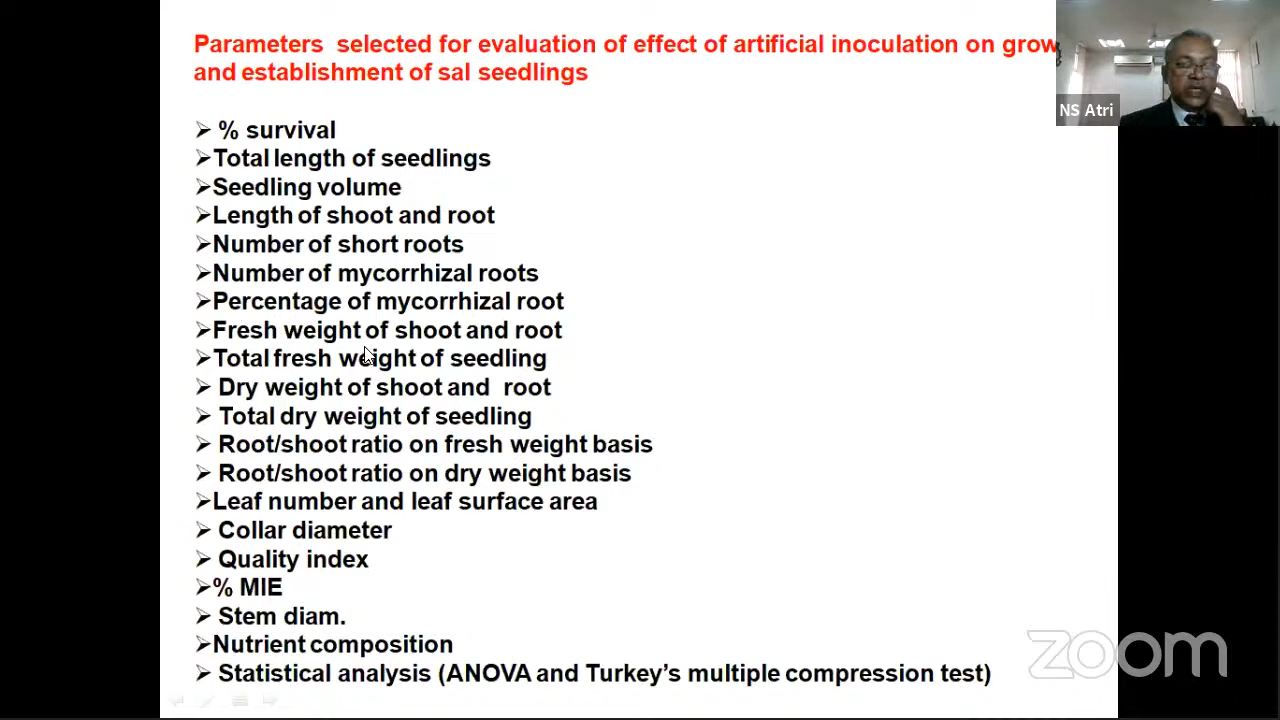 Parameters selected for evaluation of effect of artificial inoculation on grow
and establishment of sal seedlings
NS Atri
➢ % survival
➢Total length of seedlings
➢Seedling volume
➢Length of shoot and root
➢Number of short roots
➢Number of mycorrhizal roots
➢Percentage of mycorrhizal root
➢Fresh weight of shoot and root
➢Total fresh weight of seedling
➢ Dry weight of shoot and root
➢ Total dry weight of seedling
➢ Root/shoot ratio on fresh weight basis
➢ Root/shoot ratio on dry weight basis
➢Leaf number and leaf surface area
➢ Collar diameter
➢ Quality index
➢% MIE
➢ Stem diam.
➢Nutrient composition
➢ Statistical analysis (ANOVA and Turkey's multiple compression test)
zoom